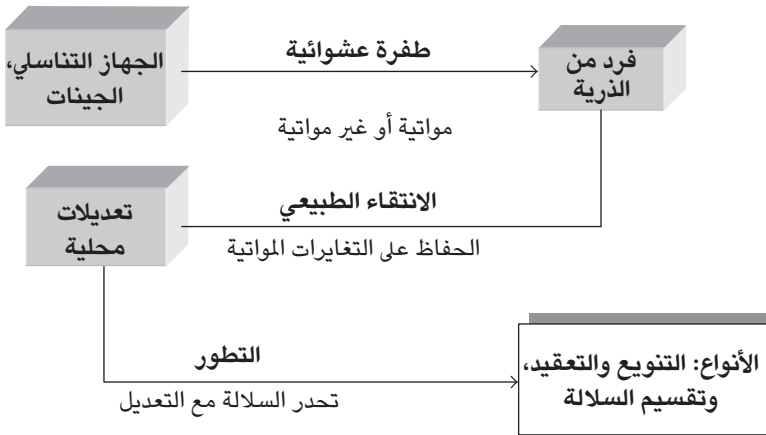 الجهاز التناسلي،
الجينات
طفرة عشوائية
مواتية أو غير مواتية
فرد من
الذرية
الانتقاء الطبيعي
الحفاظ على التغايرات المواتية
تعديلات
محلية
التطور
تحدر السلالة مع التعديل
الأنواع: التنويع والتعقيد،
وتقسيم السلالة